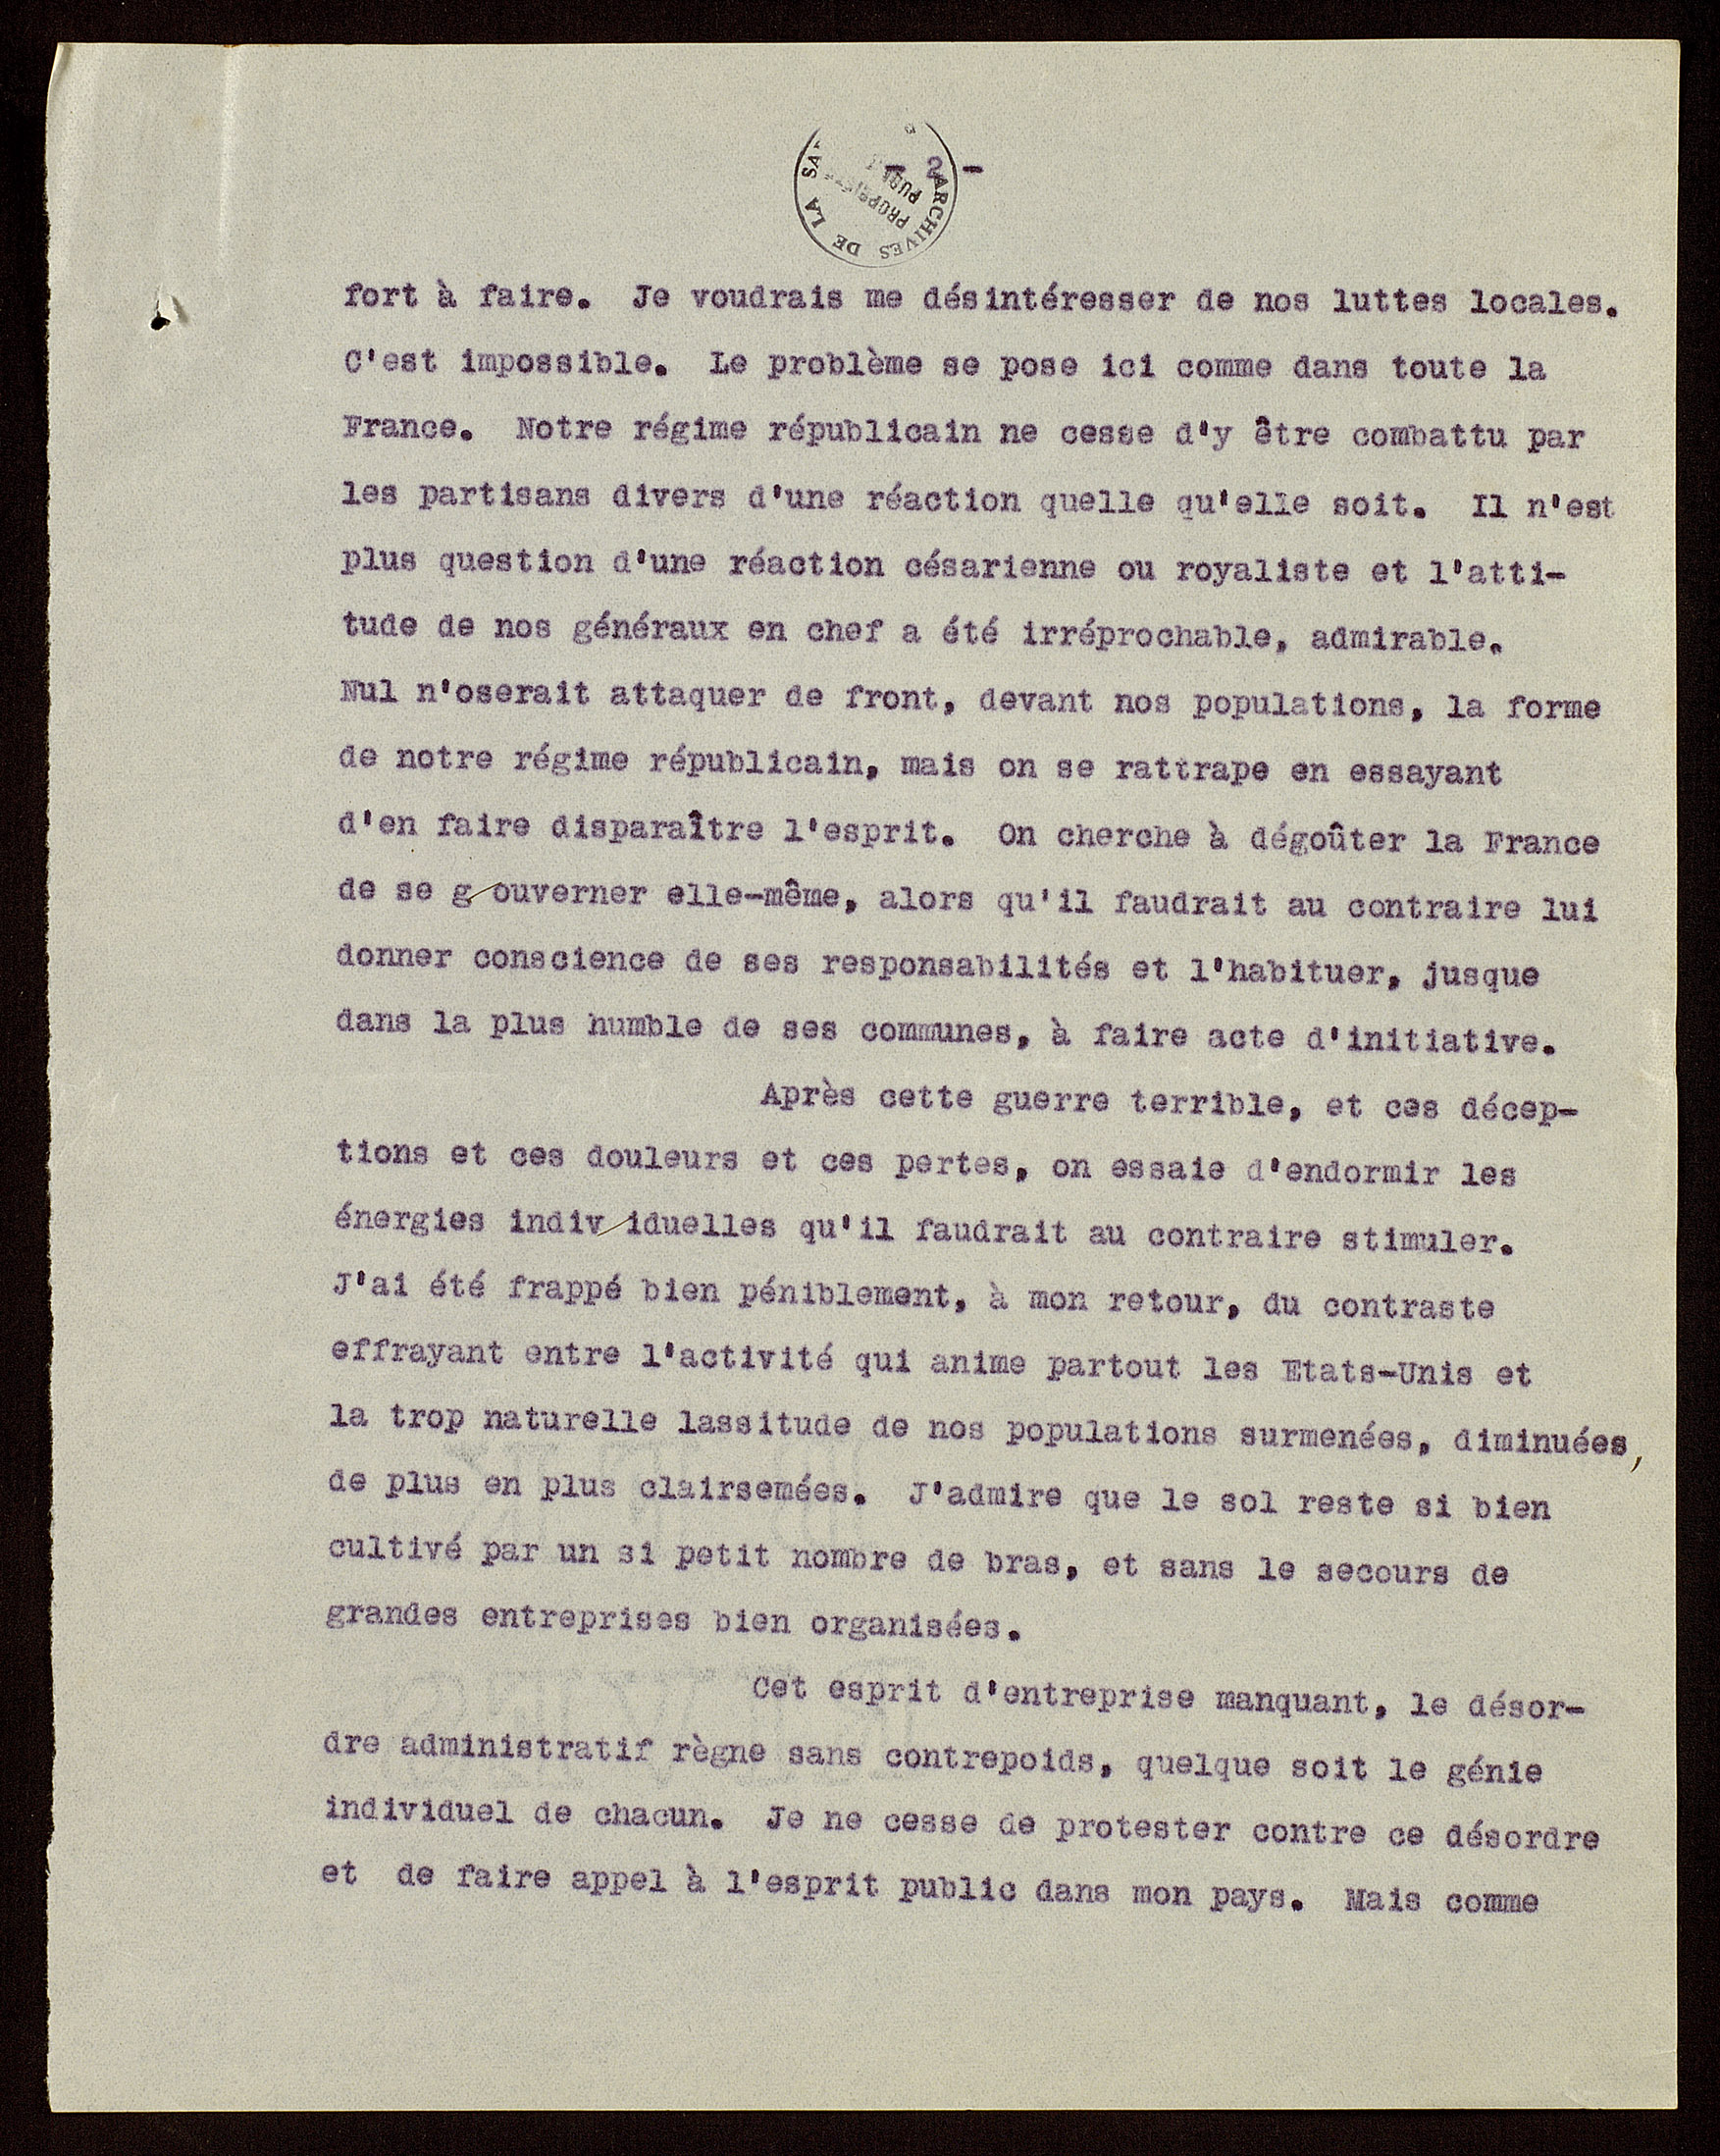 - 2 -
ARCHIVES DE LA SA
PROPRIÉTÉ
PUBL
fort à faire. Je voudrais me désintéresser de nos luttes locales.
C'est impossible. Le problème se pose ici comme dans toute la
France. Notre régime républicain ne cesse d'y être combattu par
les partisans divers d'une réaction quelle qu'elle soit. Il n'est
plus question d'une réaction césarienne ou royaliste et l'atti-
tude de nos généraux en chef a été irréprochable, admirable.
Nul n'oserait attaquer de front, devant nos populations, la forme
de notre régime républicain, mais on se rattrape en essayant
d'en faire disparaître l'esprit. On cherche à dégoûter la France
de se gouverner elle-même, alors qu'il faudrait au contraire lui
donner conscience de ses responsabilités et l'habituer, jusque
dans la plus humble de ses communes, à faire acte d'initiative.
Après cette guerre terrible, et ces décep-
tions et ces douleurs et ces pertes, on essaie d'endormir les
énergies individuelles qu'il faudrait au contraire stimuler.
J'ai été frappé bien péniblement, à mon retour, du contraste
effrayant entre l'activité qui anime partout les Etats-Unis et
la trop naturelle lassitude de nos populations surmenées, diminuées,
de plus en plus clairsemées. J'admire que le sol reste si bien
cultivé par un si petit nombre de bras, et sans le secours de
grandes entreprises bien organisées.
Cet esprit d'entreprise manquant, le désor-
dre administratif règne sans contrepoids, quelque soit le génie
individuel de chacun. Je ne cesse de protester contre ce désordre
et de faire appel à l'esprit public dans mon pays. Mais comme